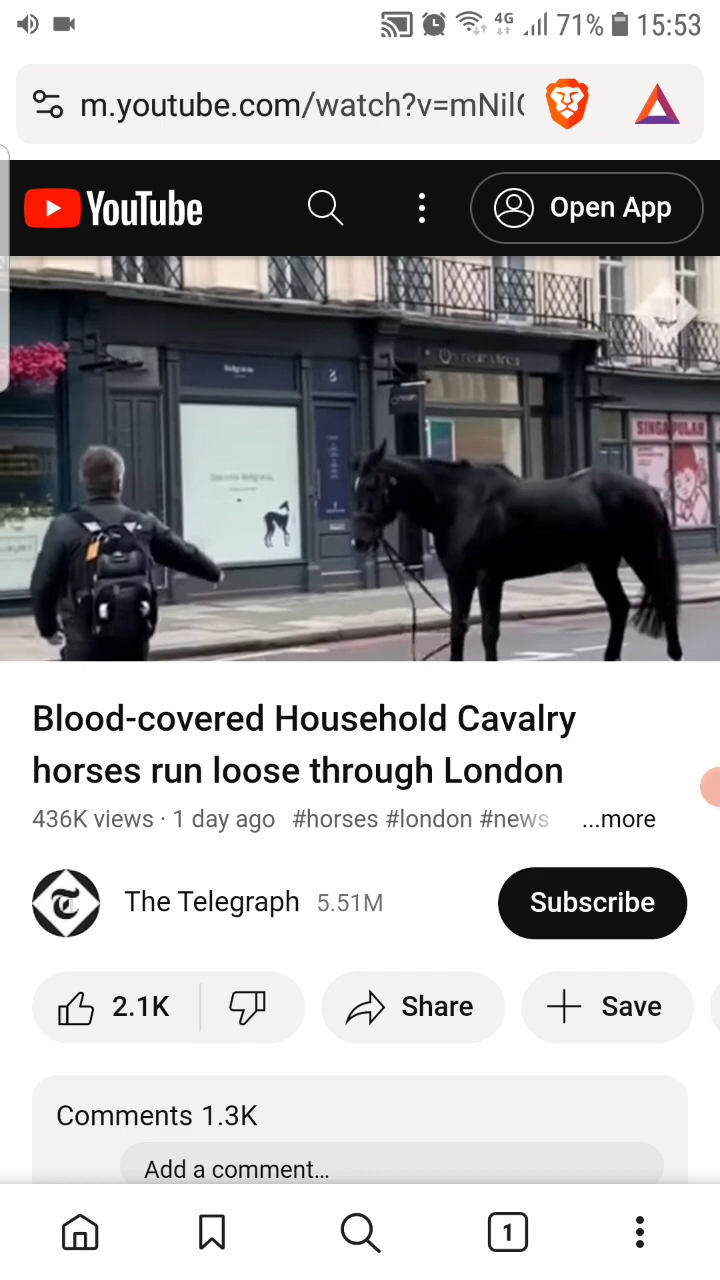 4G 71% 15:53
m.youtube.com/watch?v=mNil
YouTube
Open App
SINGAPULAH
Blood-covered Household Cavalry
horses run loose through London
436K views · 1 day ago #horses #london #news ...more
The Telegraph 5.51M
Subscribe
2.1K
Share
Save
Comments 1.3K
Add a comment...
1